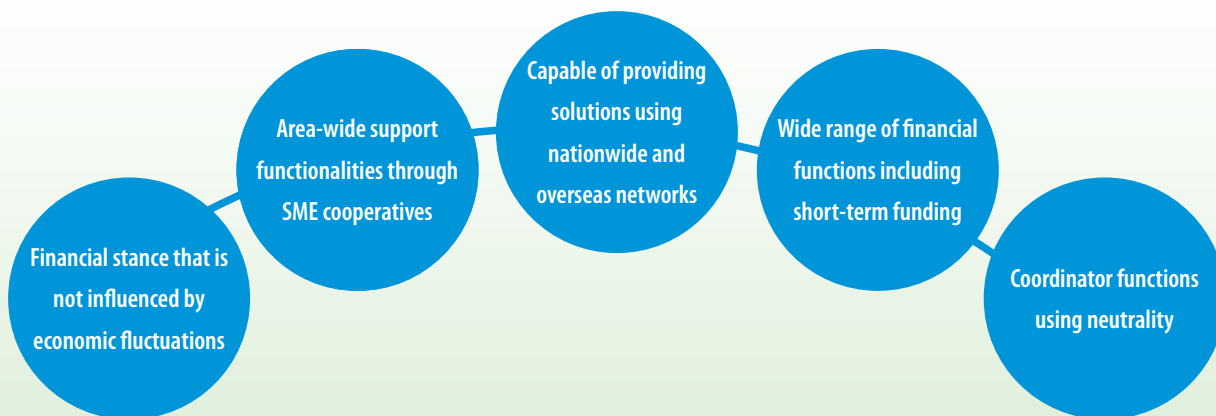 Financial stance that is
not influenced by
economic fluctuations
Area-wide support
functionalities through
SME cooperatives
Capable of providing
solutions using
nationwide and
overseas networks
Wide range of financial
functions including
short-term funding
Coordinator functions
using neutrality